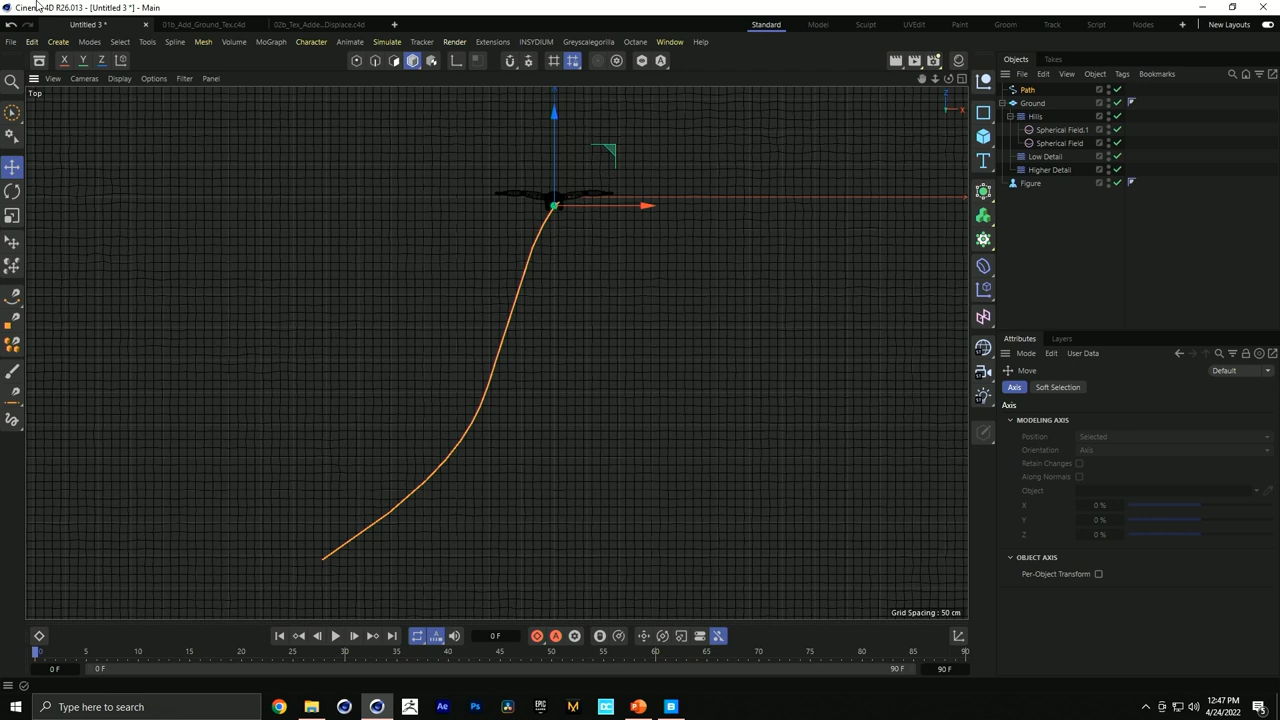 Cinema 4D R26.013 - [Untitled 3 *] - Main
Untitled 3 *
01b_Add_Ground_Tex.c4d
02b_Tex_Adde...Displace.c4d
Standard
Model
Sculpt
UVEdit
Paint
Groom
Track
Script
Nodes
New Layouts
File
Edit
Create
Modes
Select
Tools
Spline
Mesh
Volume
MoGraph
Character
Animate
Simulate
Tracker
Render
Extensions
INSYDIUM
Greyscalegorilla
Octane
Window
Help
X
Y
Z
Objects
Takes
View
Cameras
Display
Options
Filter
Panel
File
Edit
View
Object
Tags
Bookmarks
Top
Z
X
Path
Ground
Hills
Spherical Field.1
Spherical Field
Low Detail
Higher Detail
Figure
Attributes
Layers
Mode
Edit
User Data
Move
Default
Axis
Soft Selection
Axis
MODELING AXIS
Position
Selected
Orientation
Axis
Retain Changes
Along Normals
Object
X
0 %
Y
0 %
Z
0 %
OBJECT AXIS
Per-Object Transform
Grid Spacing : 50 cm
0 F
0
5
10
15
20
25
30
35
40
45
50
55
60
65
70
75
80
85
90
0 F
0 F
90 F
90 F
Type here to search
12:47 PM
4/24/2022